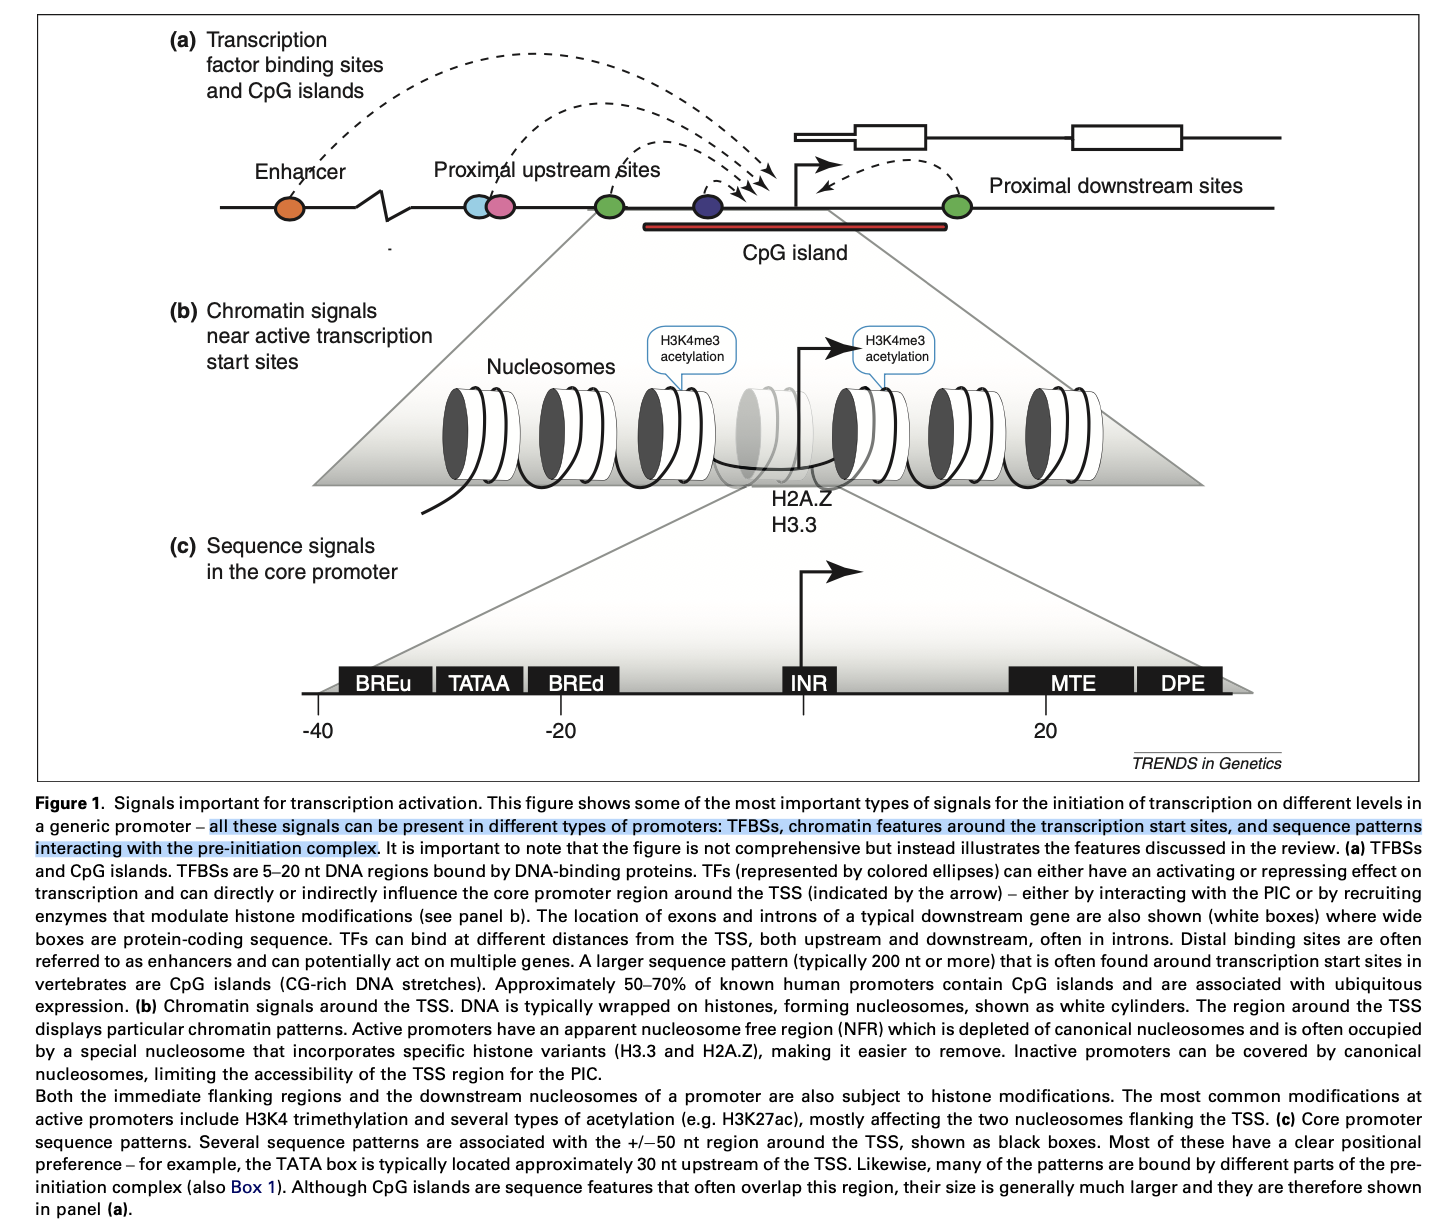 (a) Transcription
factor binding sites
and CpG islands
Enhancer
Proximal upstream sites
Proximal downstream sites
CpG island
(b) Chromatin signals
near active transcription
start sites
Nucleosomes
H3K4me3
acetylation
H3K4me3
acetylation
H2A.Z
H3.3
(c) Sequence signals
in the core promoter
BREu
TATAA
BREd
INR
MTE
DPE
-40
-20
20
TRENDS in Genetics
Figure 1. Signals important for transcription activation. This figure shows some of the most important types of signals for the initiation of transcription on different levels in
a generic promoter – all these signals can be present in different types of promoters: TFBSs, chromatin features around the transcription start sites, and sequence patterns
interacting with the pre-initiation complex. It is important to note that the figure is not comprehensive but instead illustrates the features discussed in the review. (a) TFBSs
and CpG islands. TFBSs are 5–20 nt DNA regions bound by DNA-binding proteins. TFs (represented by colored ellipses) can either have an activating or repressing effect on
transcription and can directly or indirectly influence the core promoter region around the TSS (indicated by the arrow) – either by interacting with the PIC or by recruiting
enzymes that modulate histone modifications (see panel b). The location of exons and introns of a typical downstream gene are also shown (white boxes) where wide
boxes are protein-coding sequence. TFs can bind at different distances from the TSS, both upstream and downstream, often in introns. Distal binding sites are often
referred to as enhancers and can potentially act on multiple genes. A larger sequence pattern (typically 200 nt or more) that is often found around transcription start sites in
vertebrates are CpG islands (CG-rich DNA stretches). Approximately 50–70% of known human promoters contain CpG islands and are associated with ubiquitous
expression. (b) Chromatin signals around the TSS. DNA is typically wrapped on histones, forming nucleosomes, shown as white cylinders. The region around the TSS
displays particular chromatin patterns. Active promoters have an apparent nucleosome free region (NFR) which is depleted of canonical nucleosomes and is often occupied
by a special nucleosome that incorporates specific histone variants (H3.3 and H2A.Z), making it easier to remove. Inactive promoters can be covered by canonical
nucleosomes, limiting the accessibility of the TSS region for the PIC.
Both the immediate flanking regions and the downstream nucleosomes of a promoter are also subject to histone modifications. The most common modifications at
active promoters include H3K4 trimethylation and several types of acetylation (e.g. H3K27ac), mostly affecting the two nucleosomes flanking the TSS. (c) Core promoter
sequence patterns. Several sequence patterns are associated with the +/–50 nt region around the TSS, shown as black boxes. Most of these have a clear positional
preference – for example, the TATA box is typically located approximately 30 nt upstream of the TSS. Likewise, many of the patterns are bound by different parts of the pre-
initiation complex (also Box 1). Although CpG islands are sequence features that often overlap this region, their size is generally much larger and they are therefore shown
in panel (a).